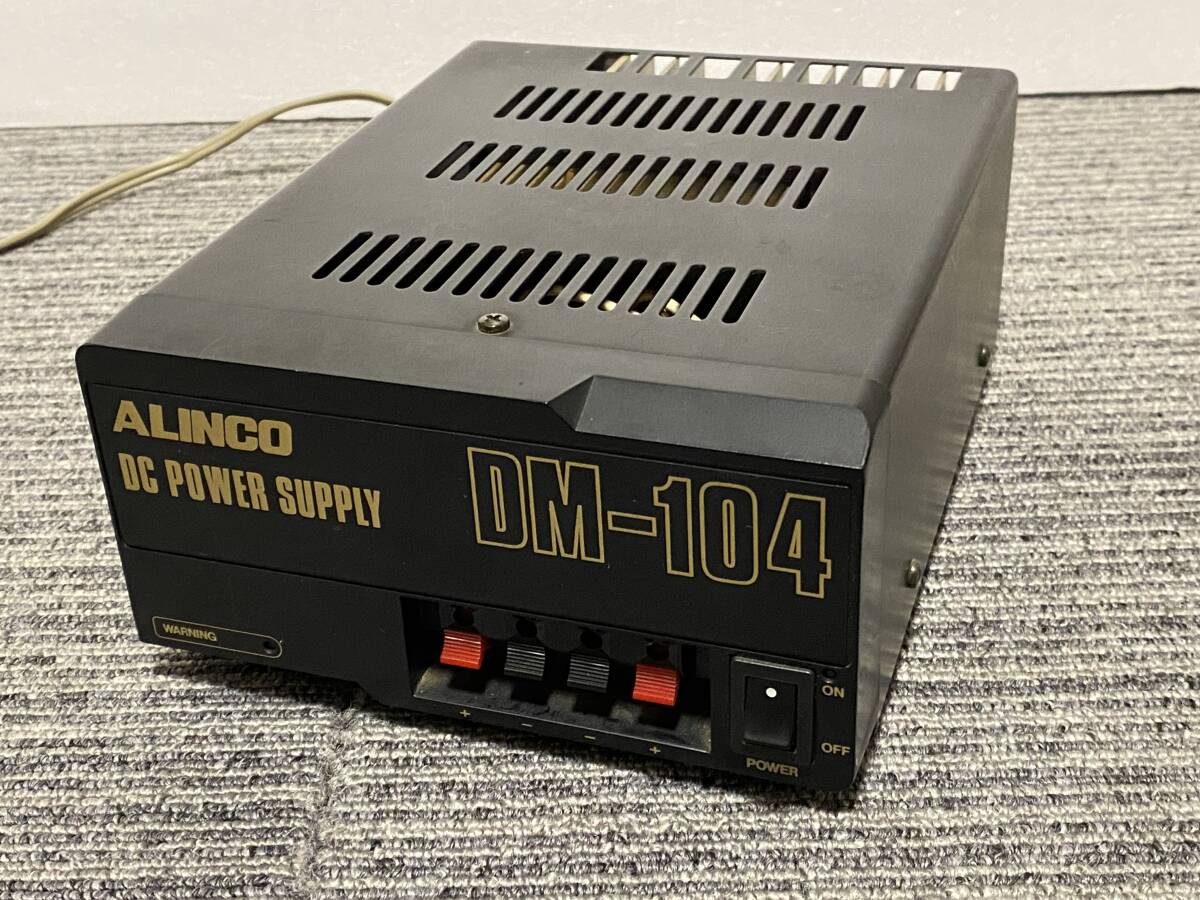 ALINCO
DC POWER SUPPLY
DM-104
WARNING
+ - - +
ON
OFF
POWER